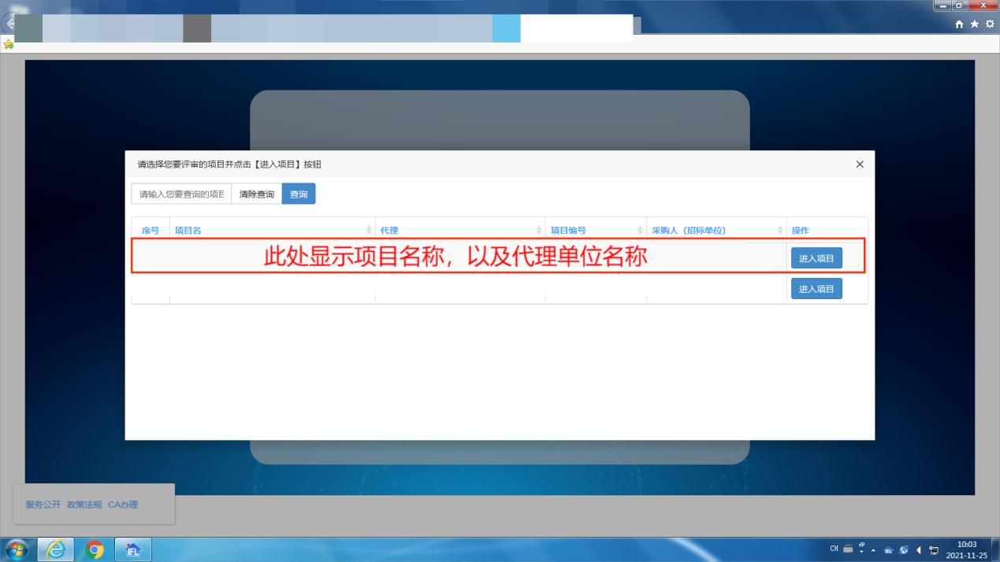 请选择您要评审的项目并点击【进入项目】按钮
请输入您要查询的项目 清除查询 查询
序号 项目名 代理 项目编号 采购人（招标单位） 操作
此处显示项目名称，以及代理单位名称 进入项目
进入项目
服务公开 政策法规 CA办理
IFL CH 10:03
2021-11-25